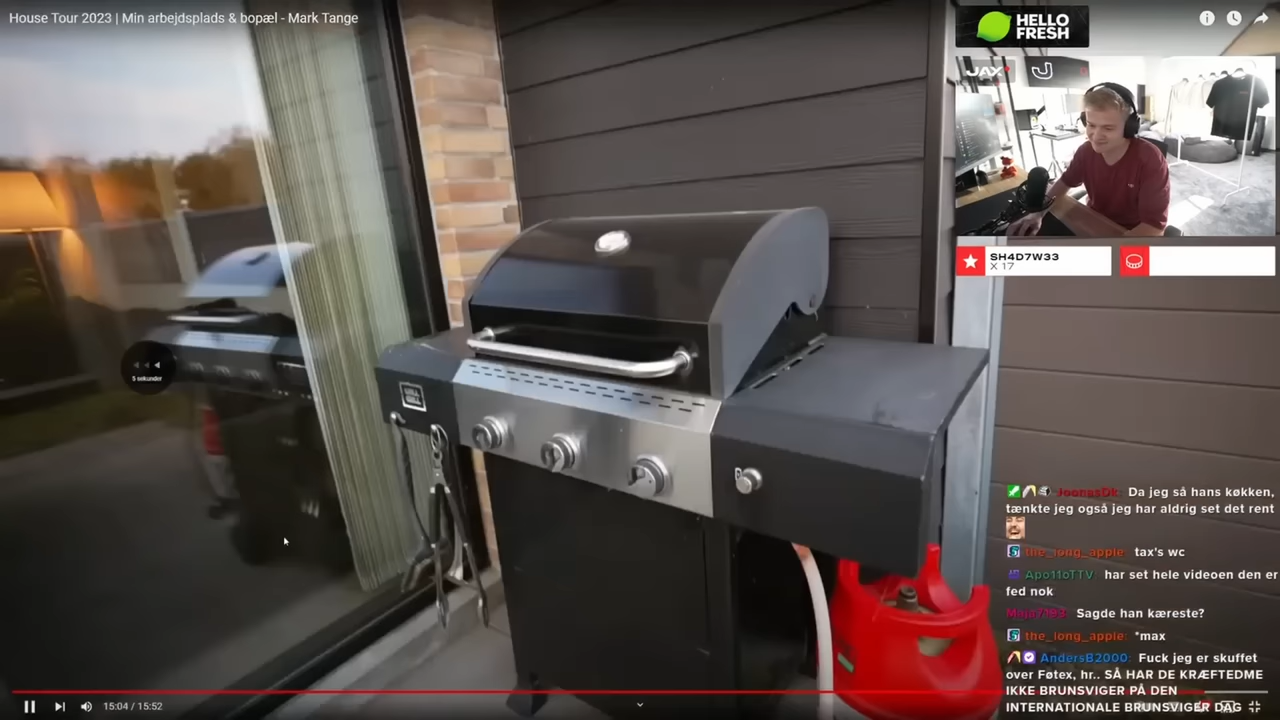 House Tour 2023 | Min arbejdsplads & bopæl - Mark Tange
HELLO
FRESH
JAX
SH4D7W33
X 17
5 sekunder
JoonasDk: Da jeg så hans køkken,
tænkte jeg også jeg har aldrig set det rent
the_long_apple: tax's wc
Apo11oTTV: har set hele videoen den er
fed nok
Maja7193: Sagde han kæreste?
the_long_apple: *max
AndersB2000: Fuck jeg er skuffet
over Føtex, hr.. SÅ HAR DE KRÆFTEDME
IKKE BRUNSVIGER PÅ DEN
INTERNATIONALE BRUNSVIGER DAG
15:04 / 15:52